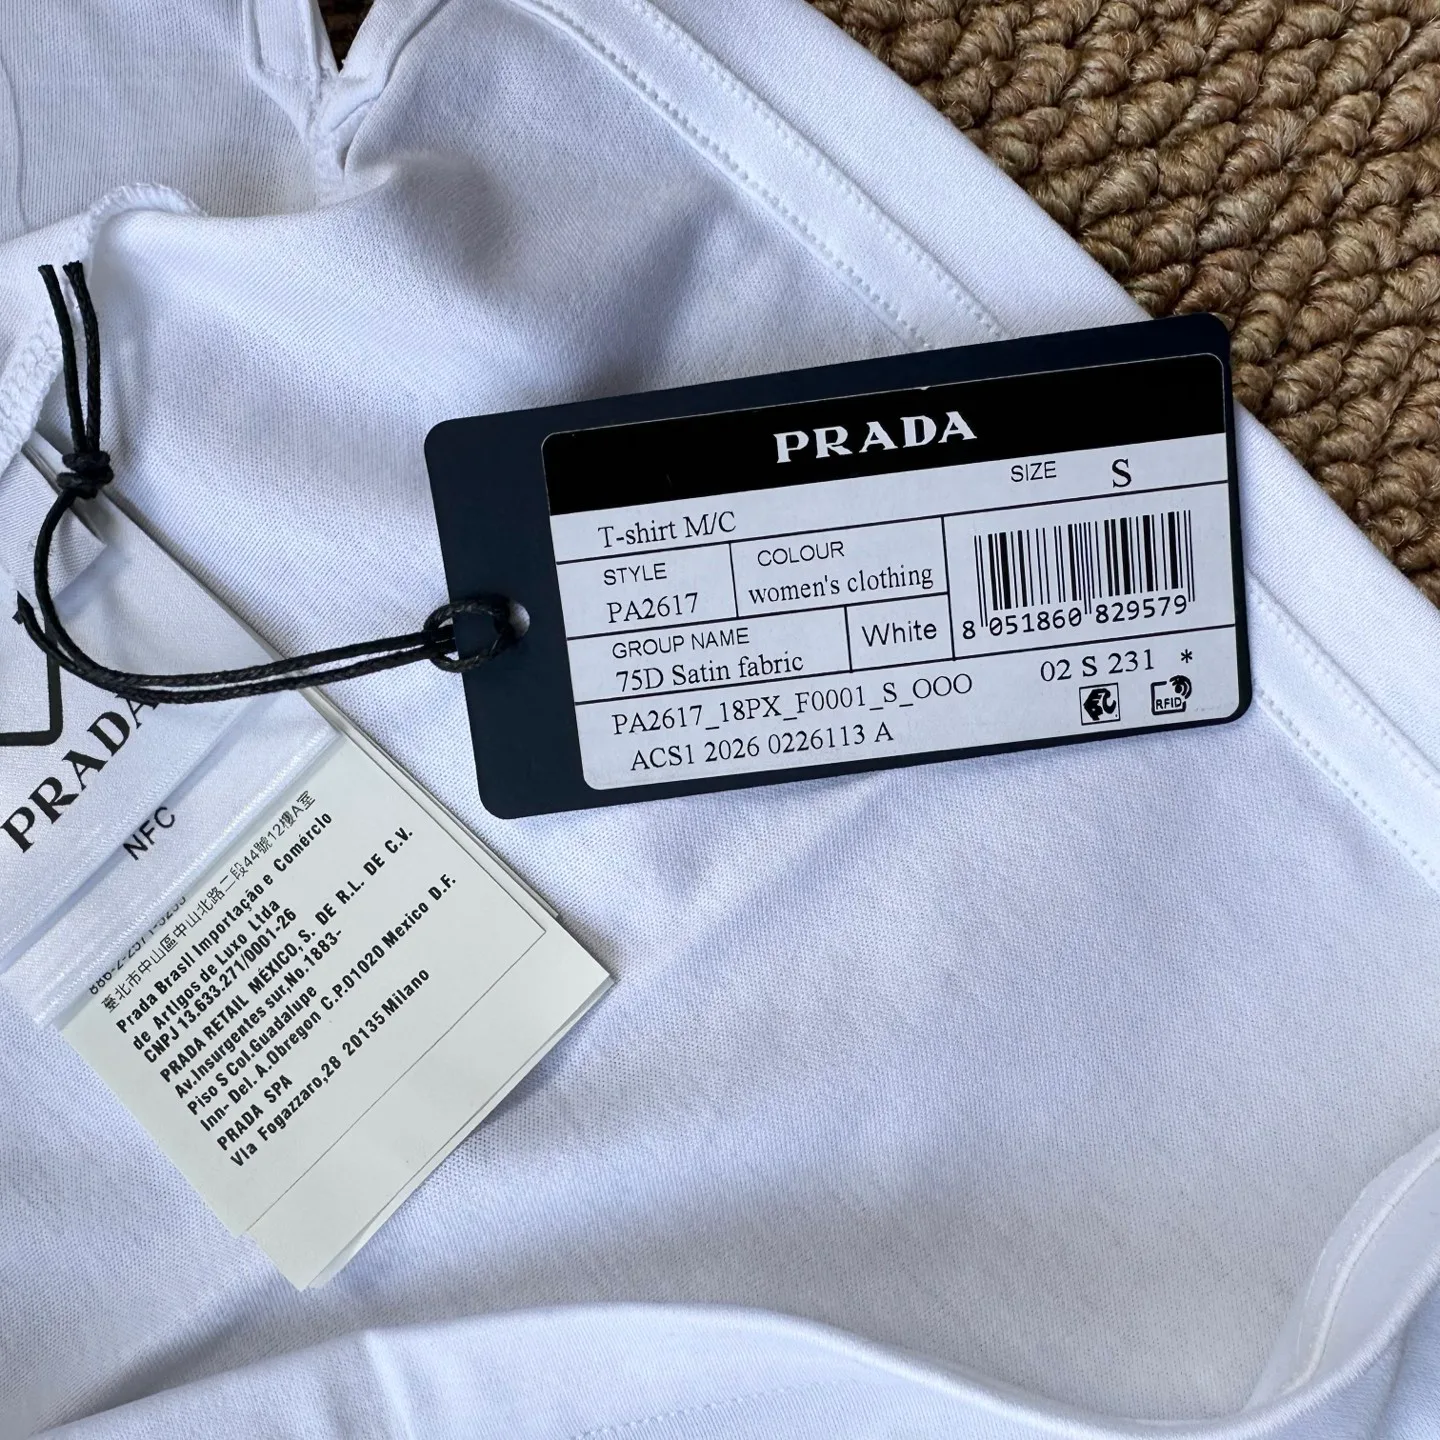 PRADA
SIZE S
T-shirt M/C
STYLE
PA2617
COLOUR
women's clothing
GROUP NAME
75D Satin fabric
White
8 051860 829579
PA2617_18PX_F0001_S_OOO
02 S 231 *
ACS1 2026 0226113 A
RFID
PRADA
NFC
臺北市中山區中山北路二段44號12樓A室
Prada Brasil Importação e Comércio
de Artigos de Luxo Ltda
CNPJ 13.633.271/0001-26
PRADA RETAIL MÉXICO, S. DE R.L. DE C.V.
Av.Insurgentes sur,No.1883-
Piso S Col.Guadalupe
Inn- Del. A.Obregon C.P.01020 Mexico D.F.
PRADA SPA
Via Fogazzaro,28 20135 Milano